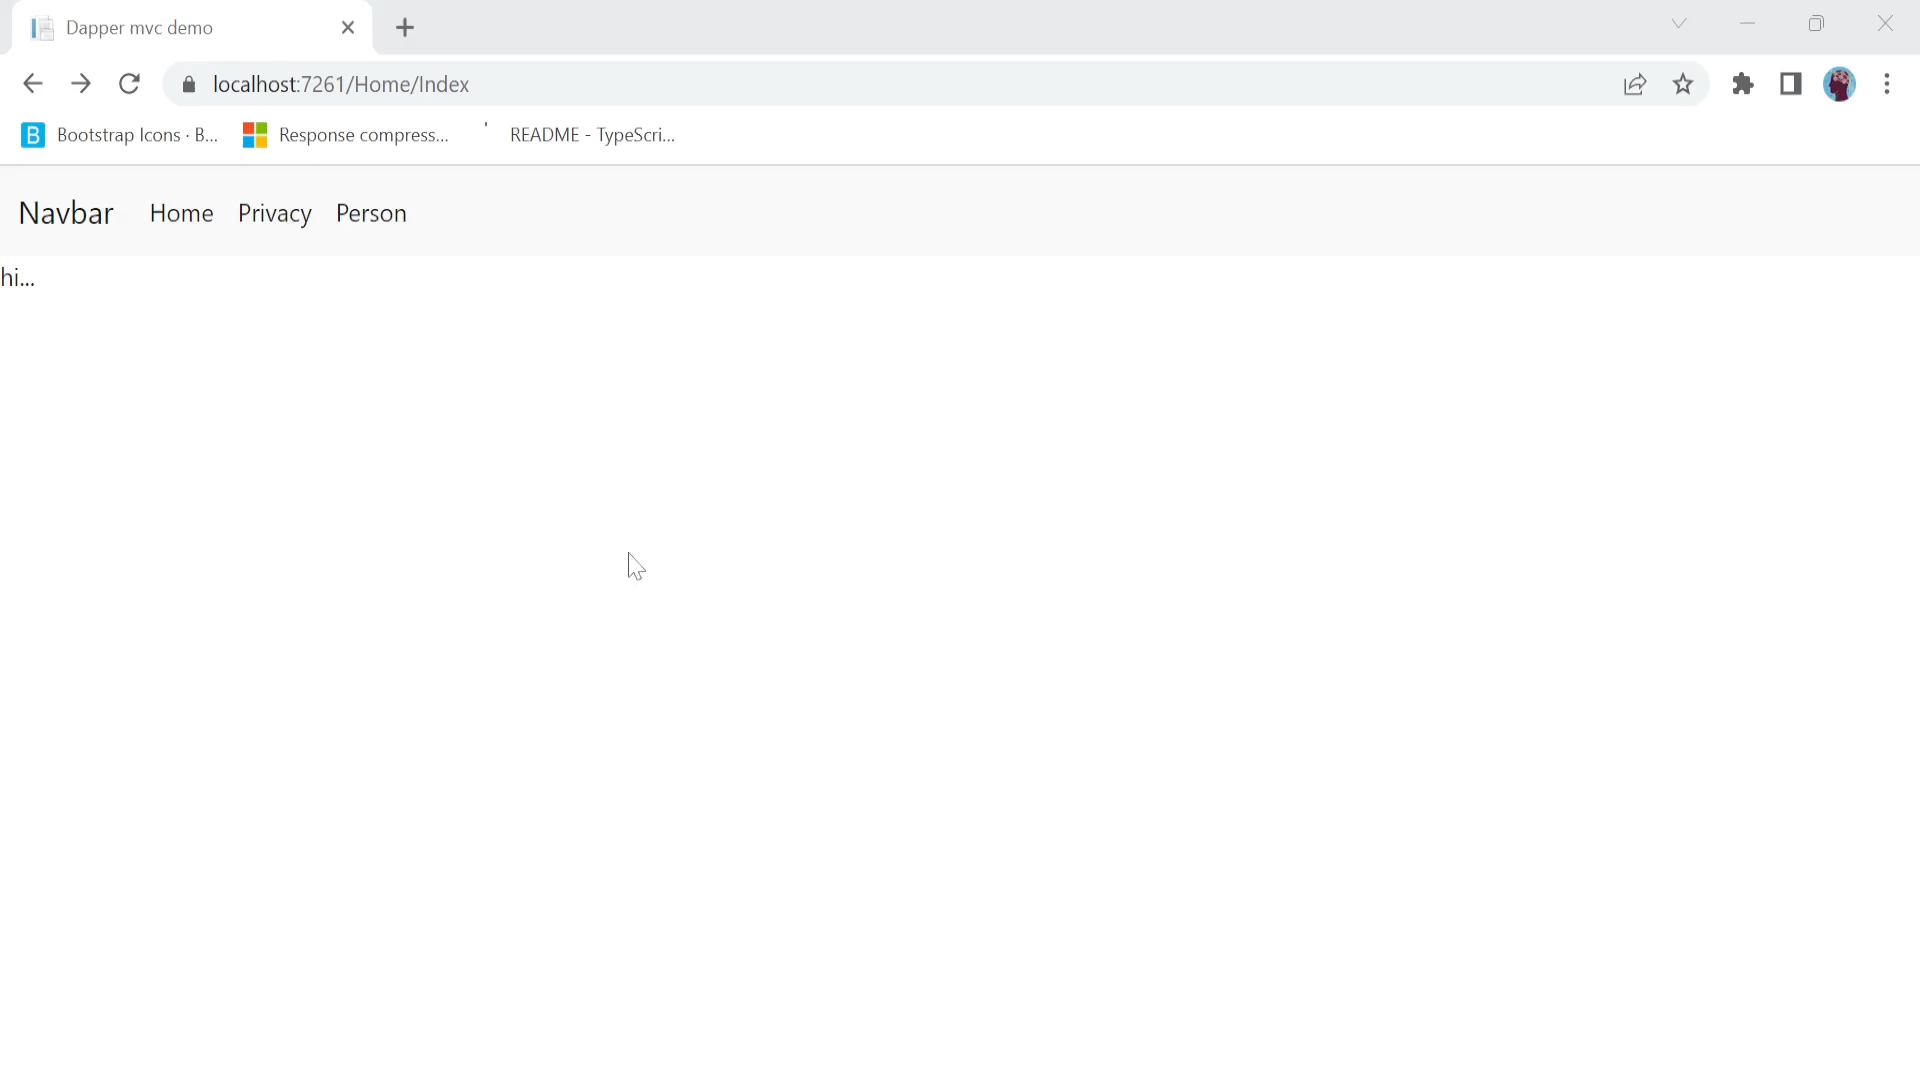 Dapper mvc demo
localhost:7261/Home/Index
B Bootstrap Icons · B... Response compress... README - TypeScri...
Navbar Home Privacy Person
hi...